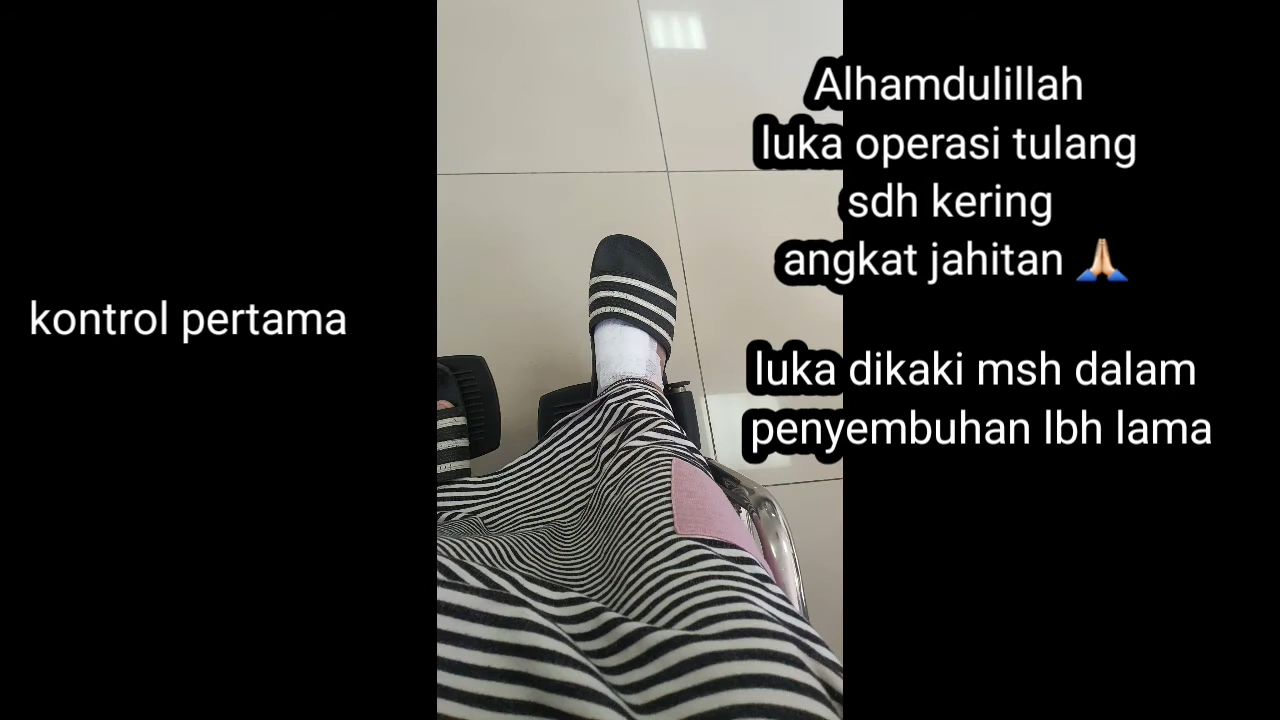 kontrol pertama
Alhamdulillah
luka operasi tulang
sdh kering
angkat jahitan 🙏🏻
luka dikaki msh dalam
penyembuhan lbh lama